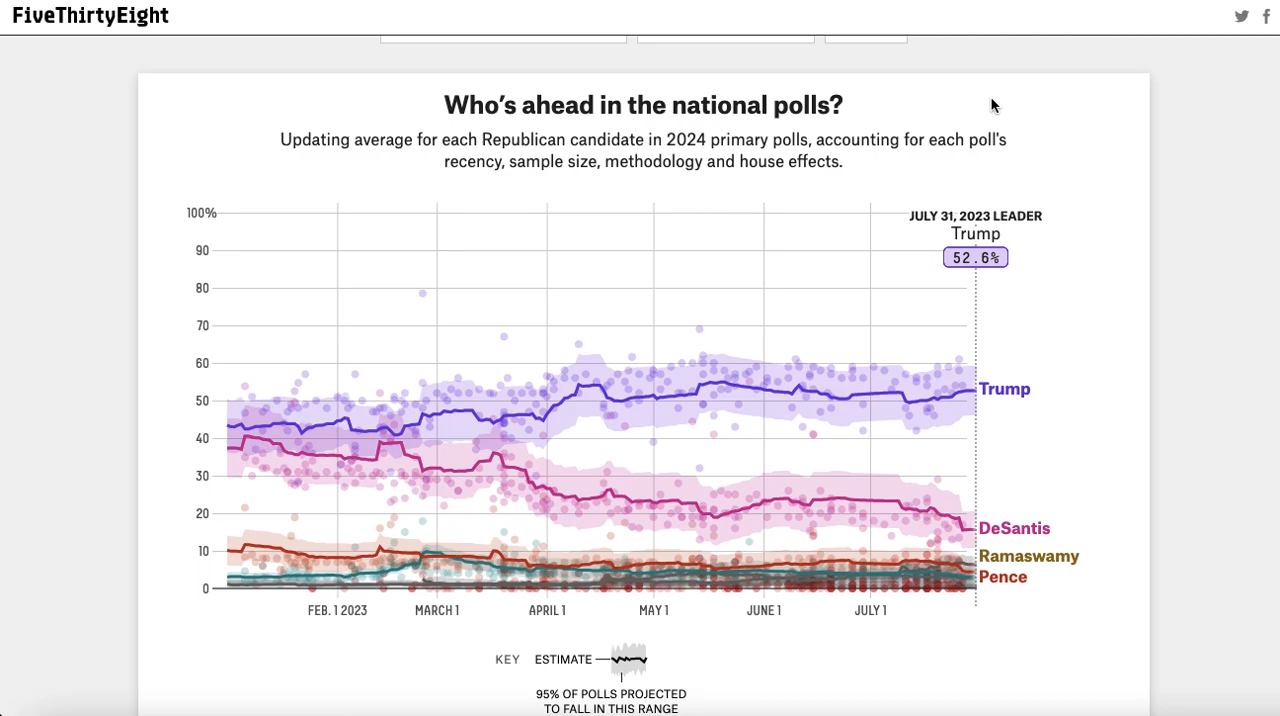 FiveThirtyEight
Who's ahead in the national polls?
Updating average for each Republican candidate in 2024 primary polls, accounting for each poll's
recency, sample size, methodology and house effects.
100%
JULY 31, 2023 LEADER
Trump
52.6%
90
80
70
60
50
40
30
20
10
0
Trump
DeSantis
Ramaswamy
Pence
FEB. 1 2023
MARCH 1
APRIL 1
MAY 1
JUNE 1
JULY 1
KEY
ESTIMATE
95% OF POLLS PROJECTED
TO FALL IN THIS RANGE